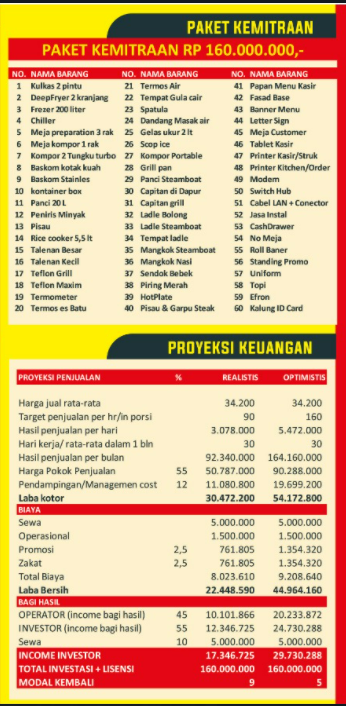 PAKET KEMITRAAN
PAKET KEMITRAAN RP 160.000.000,-
NO. NAMA BARANG NO. NAMA BARANG NO. NAMA BARANG
1 Kulkas 2 pintu 21 Termos Air 41 Papan Menu Kasir
2 DeepFryer 2 kranjang 22 Tempat Gula cair 42 Fasad Base
3 Frezer 200 liter 23 Spatula 43 Banner Menu
4 Chiller 24 Dandang Masak air 44 Letter Sign
5 Meja preparation 3 rak 25 Gelas ukur 2 lt 45 Meja Customer
6 Meja kompor 1 rak 26 Scop ice 46 Tablet Kasir
7 Kompor 2 Tungku turbo 27 Kompor Portable 47 Printer Kasir/Struk
8 Baskom kotak kuah 28 Grill pan 48 Printer Kitchen/Order
9 Baskom Stainles 29 Panci Steamboat 49 Modem
10 kontainer box 30 Capitan di Dapur 50 Switch Hub
11 Panci 20 L 31 Capitan grill 51 Cabel LAN + Conector
12 Peniris Minyak 32 Ladle Bolong 52 Jasa Instal
13 Pisau 33 Ladle Steamboat 53 CashDrawer
14 Rice cooker 5,5 lt 34 Tempat ladle 54 No Meja
15 Talenan Besar 35 Mangkok Steamboat 55 Roll Baner
16 Talenan Kecil 36 Mangkok Nasi 56 Standing Promo
17 Teflon Grill 37 Sendok Bebek 57 Uniform
18 Teflon Maxim 38 Piring Merah 58 Topi
19 Termometer 39 HotPlate 59 Efron
20 Termos es Batu 40 Pisau & Garpu Steak 60 Kalung ID Card
PROYEKSI KEUANGAN
PROYEKSI PENJUALAN % REALISTIS OPTIMISTIS
Harga jual rata-rata 34.200 34.200
Target penjualan per hr/in porsi 90 160
Hasil penjualan per hari 3.078.000 5.472.000
Hari kerja/ rata-rata dalam 1 bln 30 30
Hasil penjualan per bulan 92.340.000 164.160.000
Harga Pokok Penjualan 55 50.787.000 90.288.000
Pendampingan/Managemen cost 12 11.080.800 19.699.200
Laba kotor 30.472.200 54.172.800
BIAYA
Sewa 5.000.000 5.000.000
Operasional 1.500.000 1.500.000
Promosi 2,5 761.805 1.354.320
Zakat 2,5 761.805 1.354.320
Total Biaya 8.023.610 9.208.640
Laba Bersih 22.448.590 44.964.160
BAGI HASIL
OPERATOR (income bagi hasil) 45 10.101.866 20.233.872
INVESTOR (income bagi hasil) 55 12.346.725 24.730.288
Sewa 10 5.000.000 5.000.000
INCOME INVESTOR 17.346.725 29.730.288
TOTAL INVESTASI + LISENSI 160.000.000 160.000.000
MODAL KEMBALI 9 5